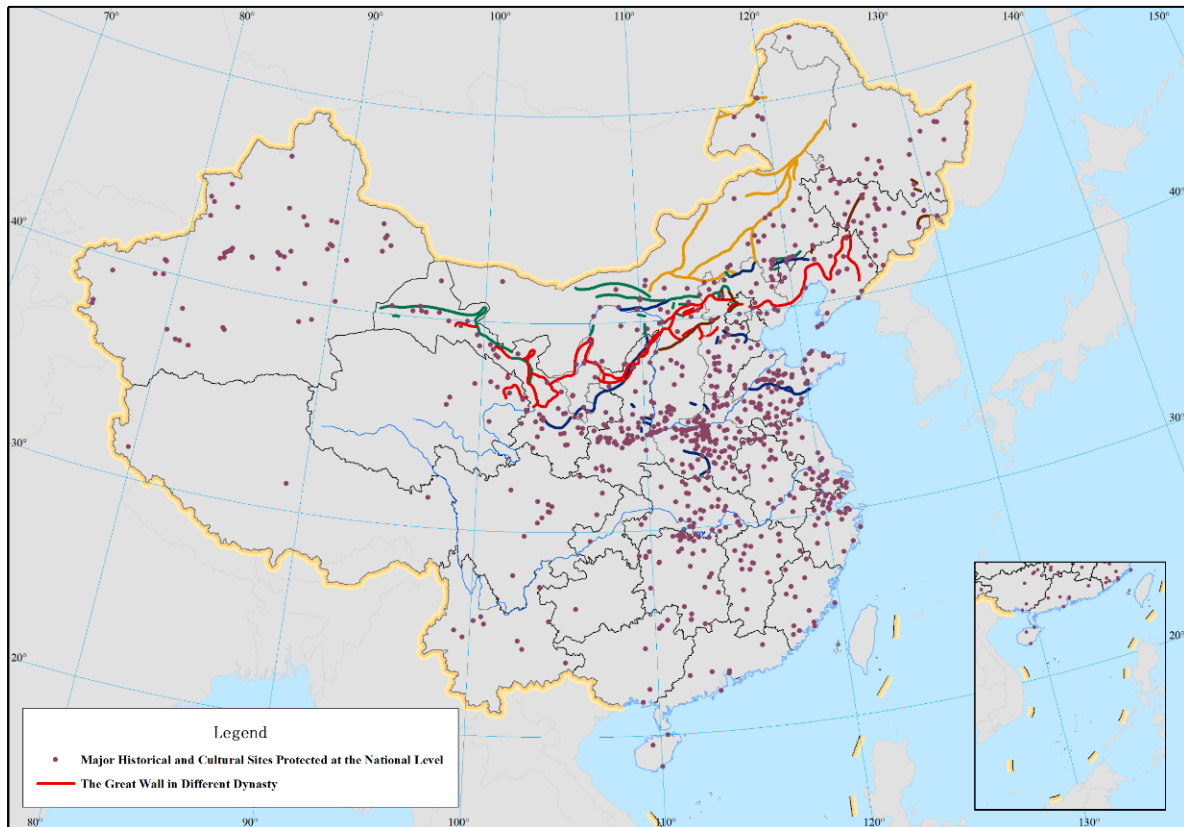 70° 80° 90° 100° 110° 120° 130° 140° 150°
40°
40°
30°
30°
20°
20°
Legend
Major Historical and Cultural Sites Protected at the National Level
The Great Wall in Different Dynasty
80° 90° 100° 110° 120° 130°